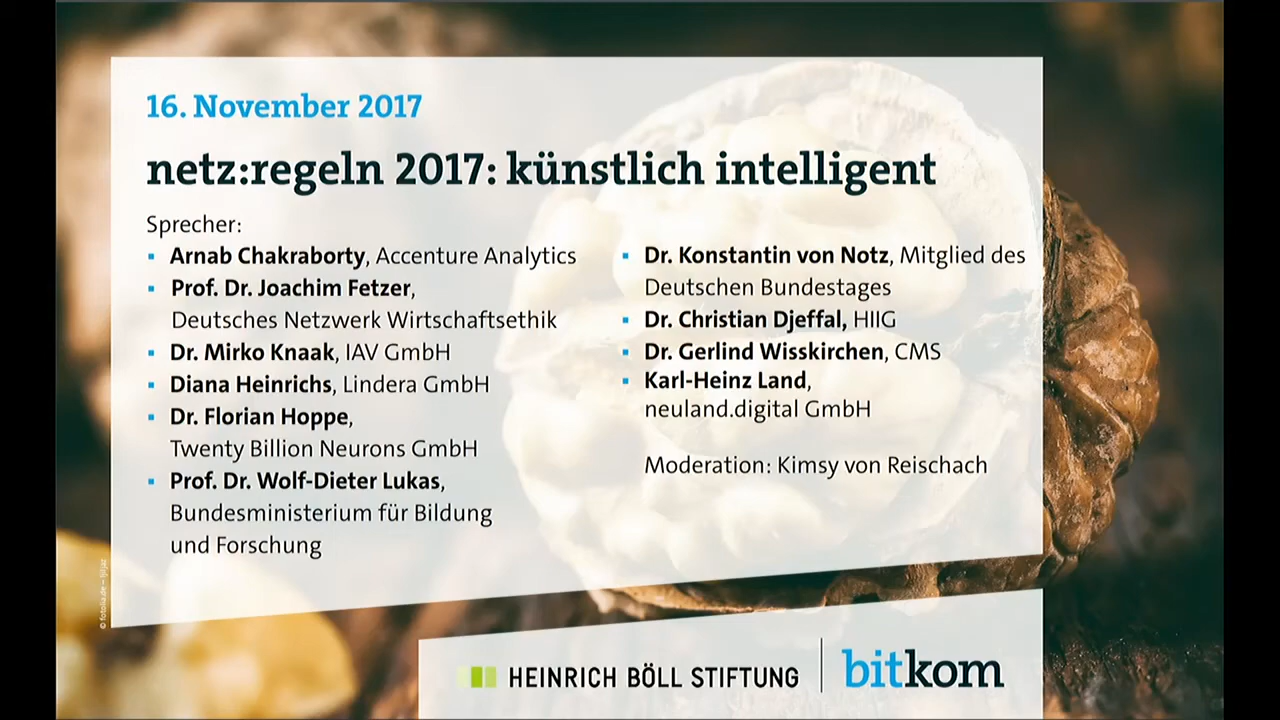 16. November 2017
netz:regeln 2017: künstlich intelligent
Sprecher:
▪ Arnab Chakraborty, Accenture Analytics
▪ Prof. Dr. Joachim Fetzer,
Deutsches Netzwerk Wirtschaftsethik
▪ Dr. Mirko Knaak, IAV GmbH
▪ Diana Heinrichs, Lindera GmbH
▪ Dr. Florian Hoppe,
Twenty Billion Neurons GmbH
▪ Prof. Dr. Wolf-Dieter Lukas,
Bundesministerium für Bildung
und Forschung
▪ Dr. Konstantin von Notz, Mitglied des
Deutschen Bundestages
▪ Dr. Christian Djeffal, HIIG
▪ Dr. Gerlind Wisskirchen, CMS
▪ Karl-Heinz Land,
neuland.digital GmbH
Moderation: Kimsy von Reischach
© fotolia.de –
HEINRICH BÖLL STIFTUNG
bitkom